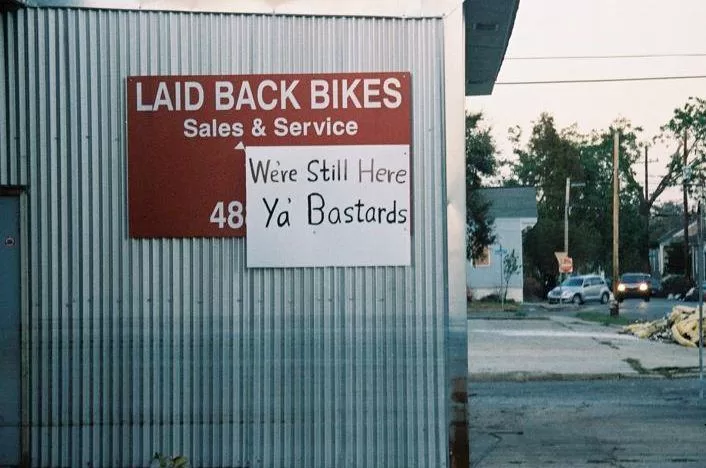 LAID BACK BIKES
Sales & Service
We're Still Here
Ya' Bastards
48